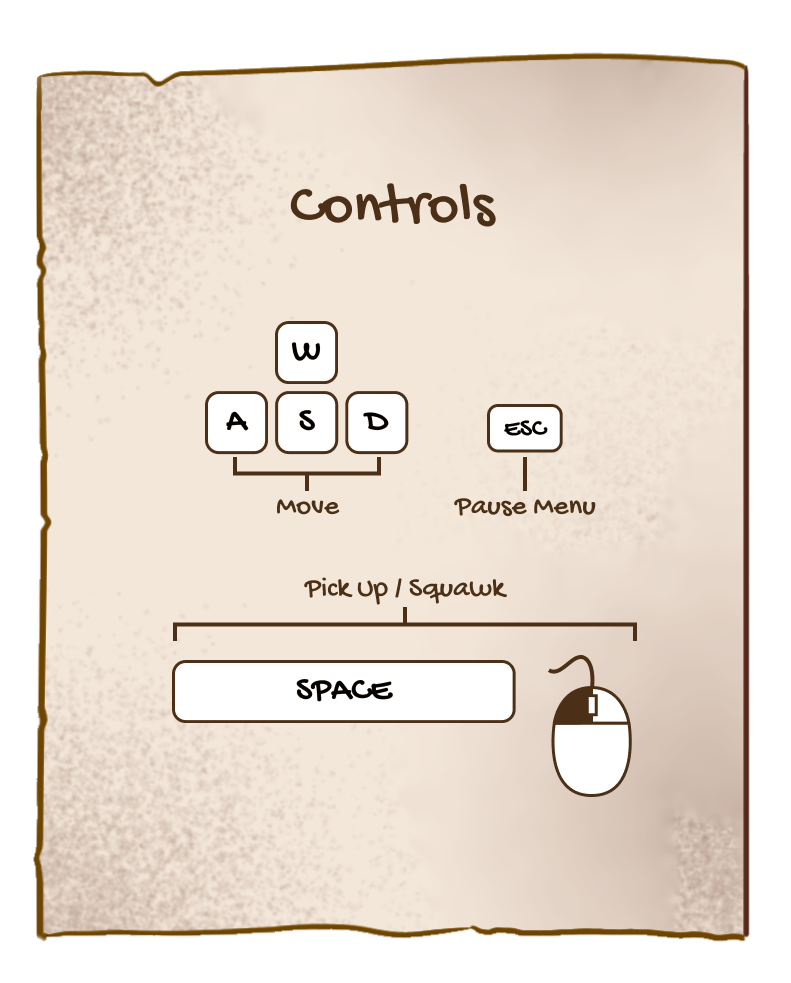 Controls
W
A S D
ESC
Move
Pause Menu
Pick Up / Squawk
SPACE